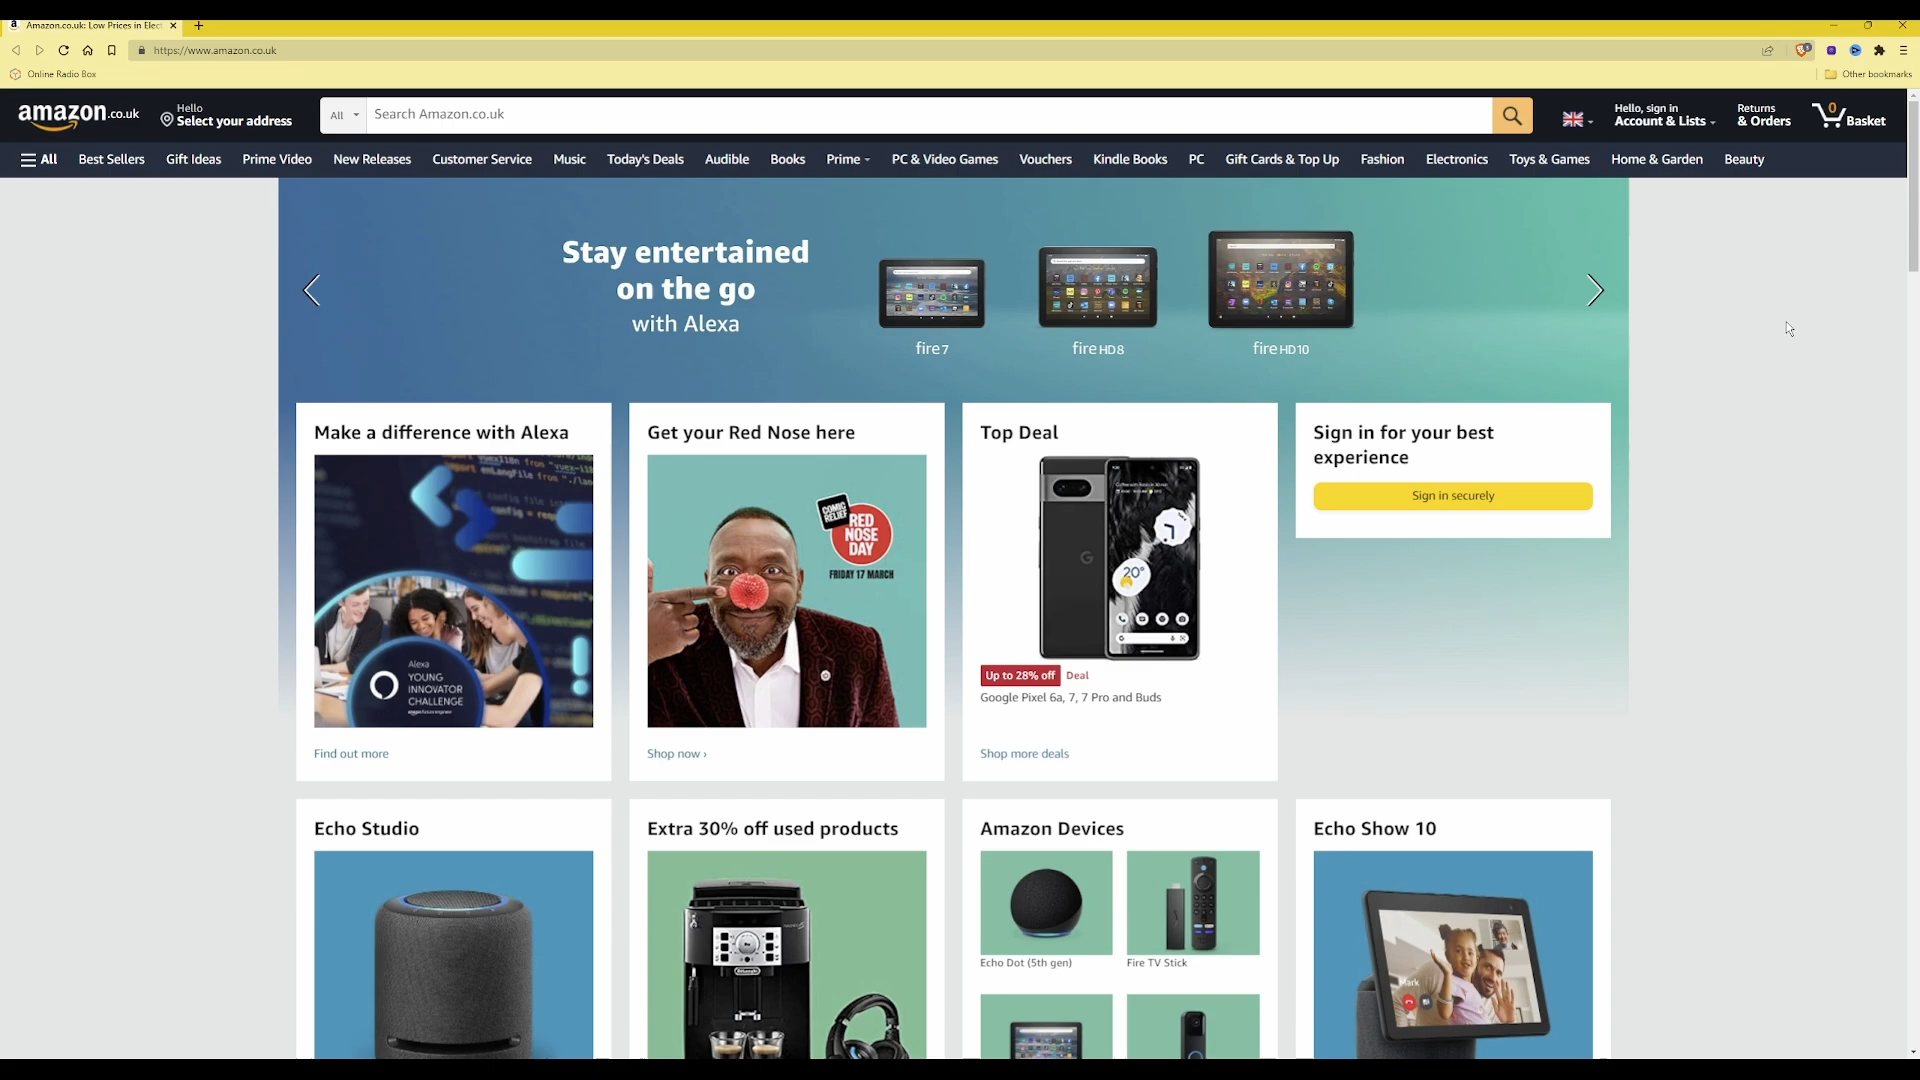 Amazon.co.uk: Low Prices in Elect
https://www.amazon.co.uk
Online Radio Box
Other bookmarks
amazon.co.uk
Hello
Select your address
All
Search Amazon.co.uk
Hello, sign in
Account & Lists
Returns
& Orders
0
Basket
All Best Sellers Gift Ideas Prime Video New Releases Customer Service Music Today's Deals Audible Books Prime PC & Video Games Vouchers Kindle Books PC Gift Cards & Top Up Fashion Electronics Toys & Games Home & Garden Beauty
Stay entertained
on the go
with Alexa
fire7
fireHD8
fireHD10
Make a difference with Alexa
Alexa
YOUNG
INNOVATOR
CHALLENGE
Find out more
Get your Red Nose here
COMIC
RELIEF
RED
NOSE
DAY
FRIDAY 17 MARCH
Shop now ›
Top Deal
20°
Up to 28% off
Deal
Google Pixel 6a, 7, 7 Pro and Buds
Shop more deals
Sign in for your best
experience
Sign in securely
Echo Studio
Extra 30% off used products
DeLonghi
Amazon Devices
Echo Dot (5th gen)
Fire TV Stick
Echo Show 10
Mark